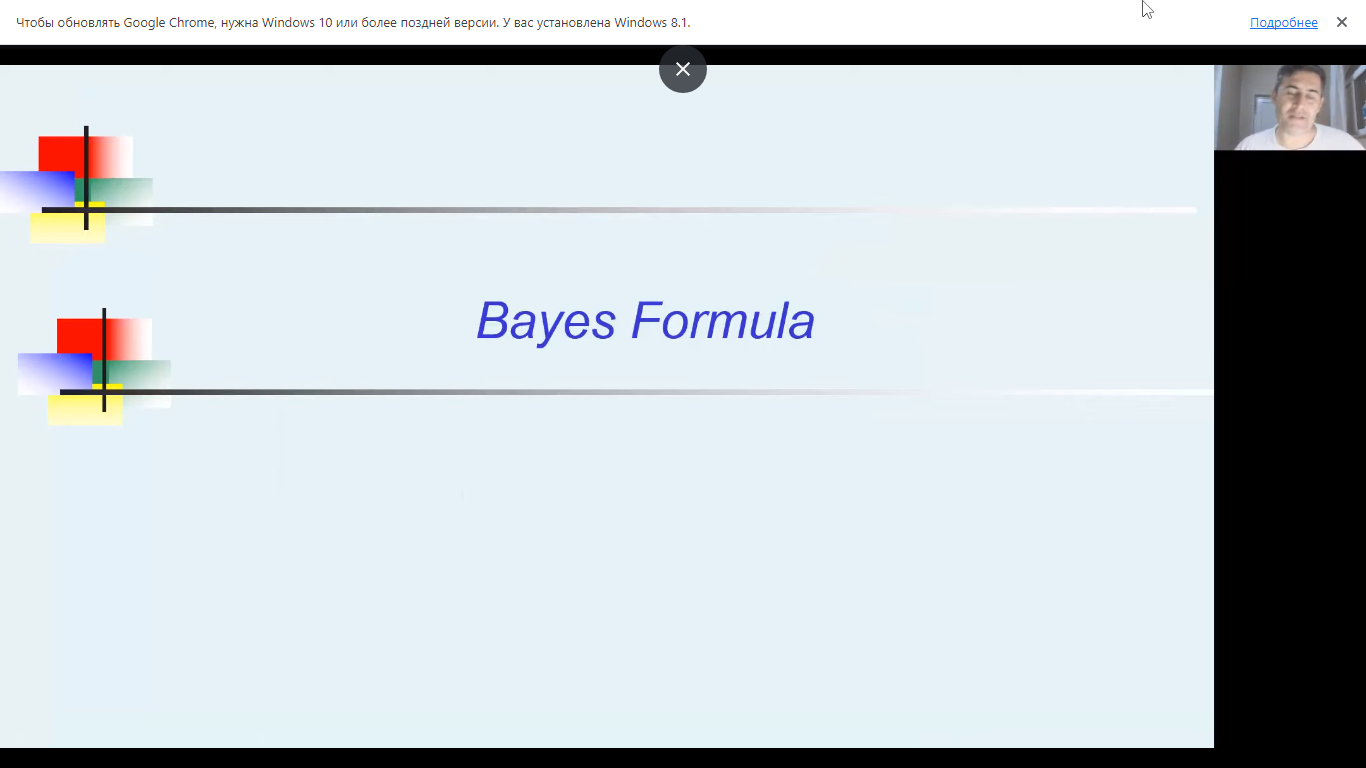 Чтобы обновлять Google Chrome, нужна Windows 10 или более поздней версии. У вас установлена Windows 8.1.
Подробнее
Bayes Formula